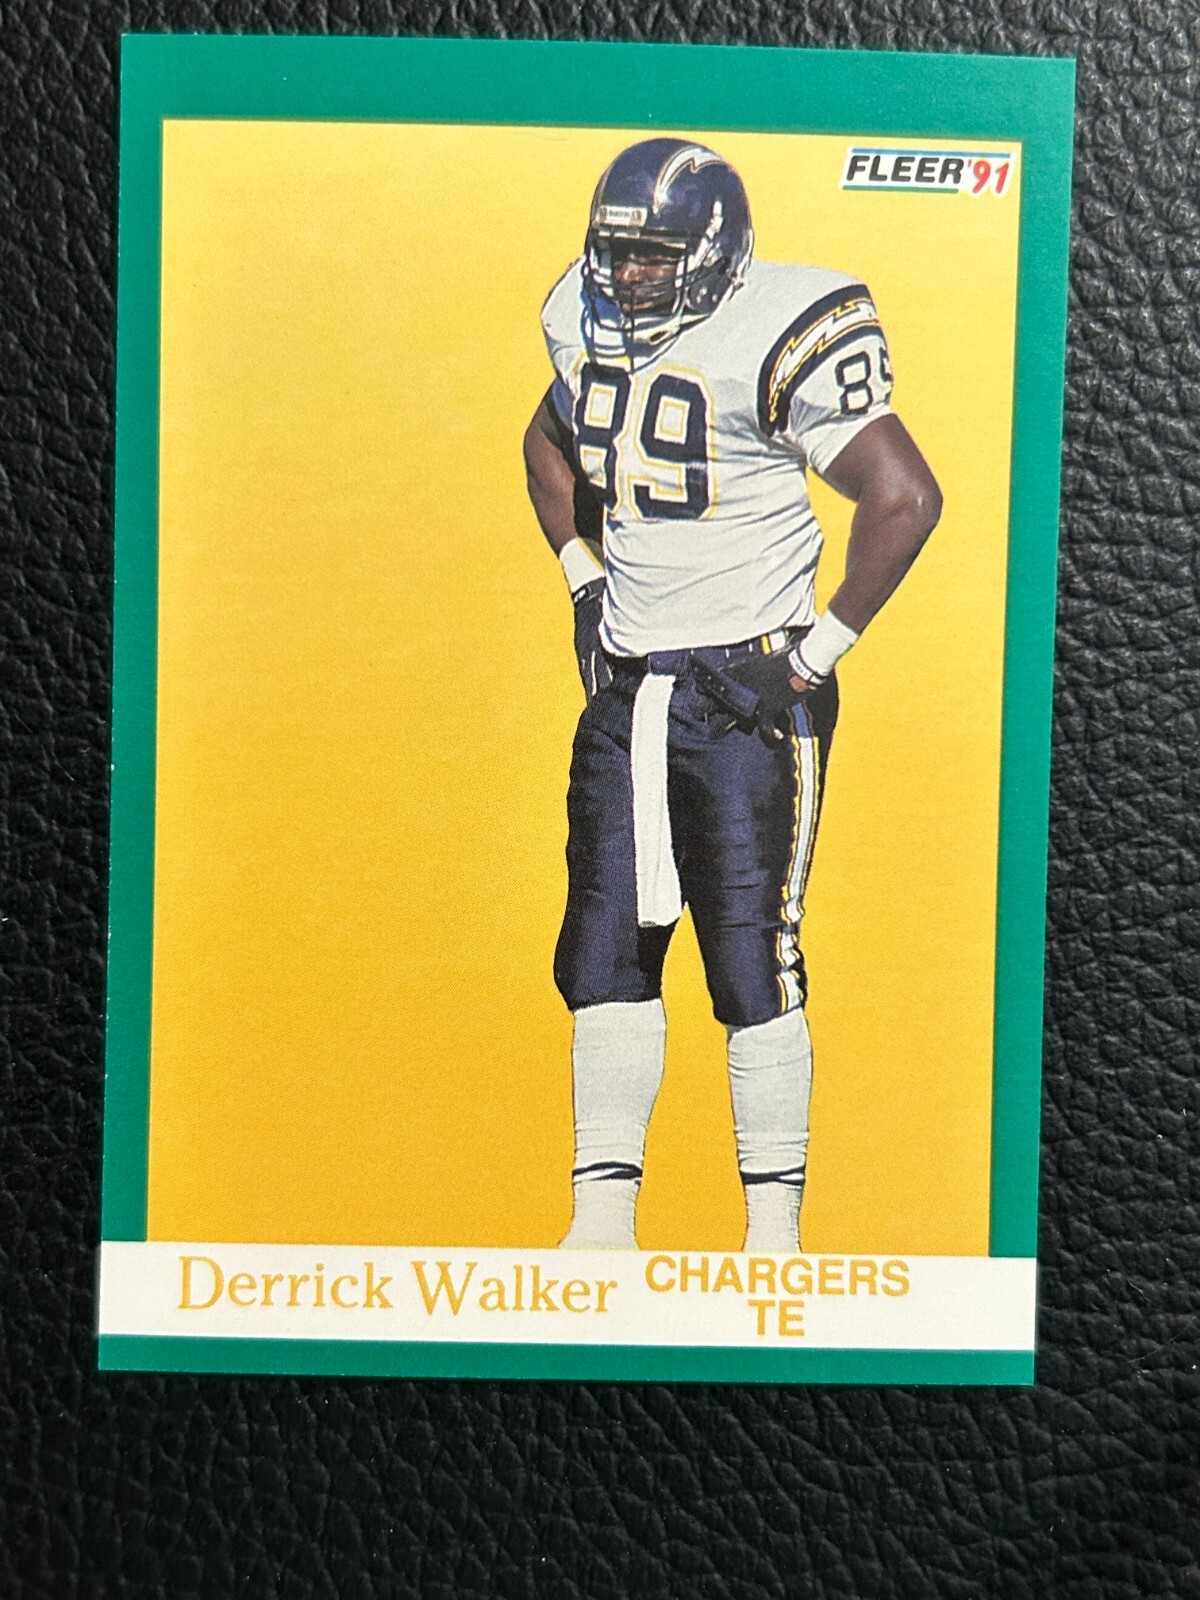 FLEER '91
89
89
Derrick Walker
CHARGERS
TE